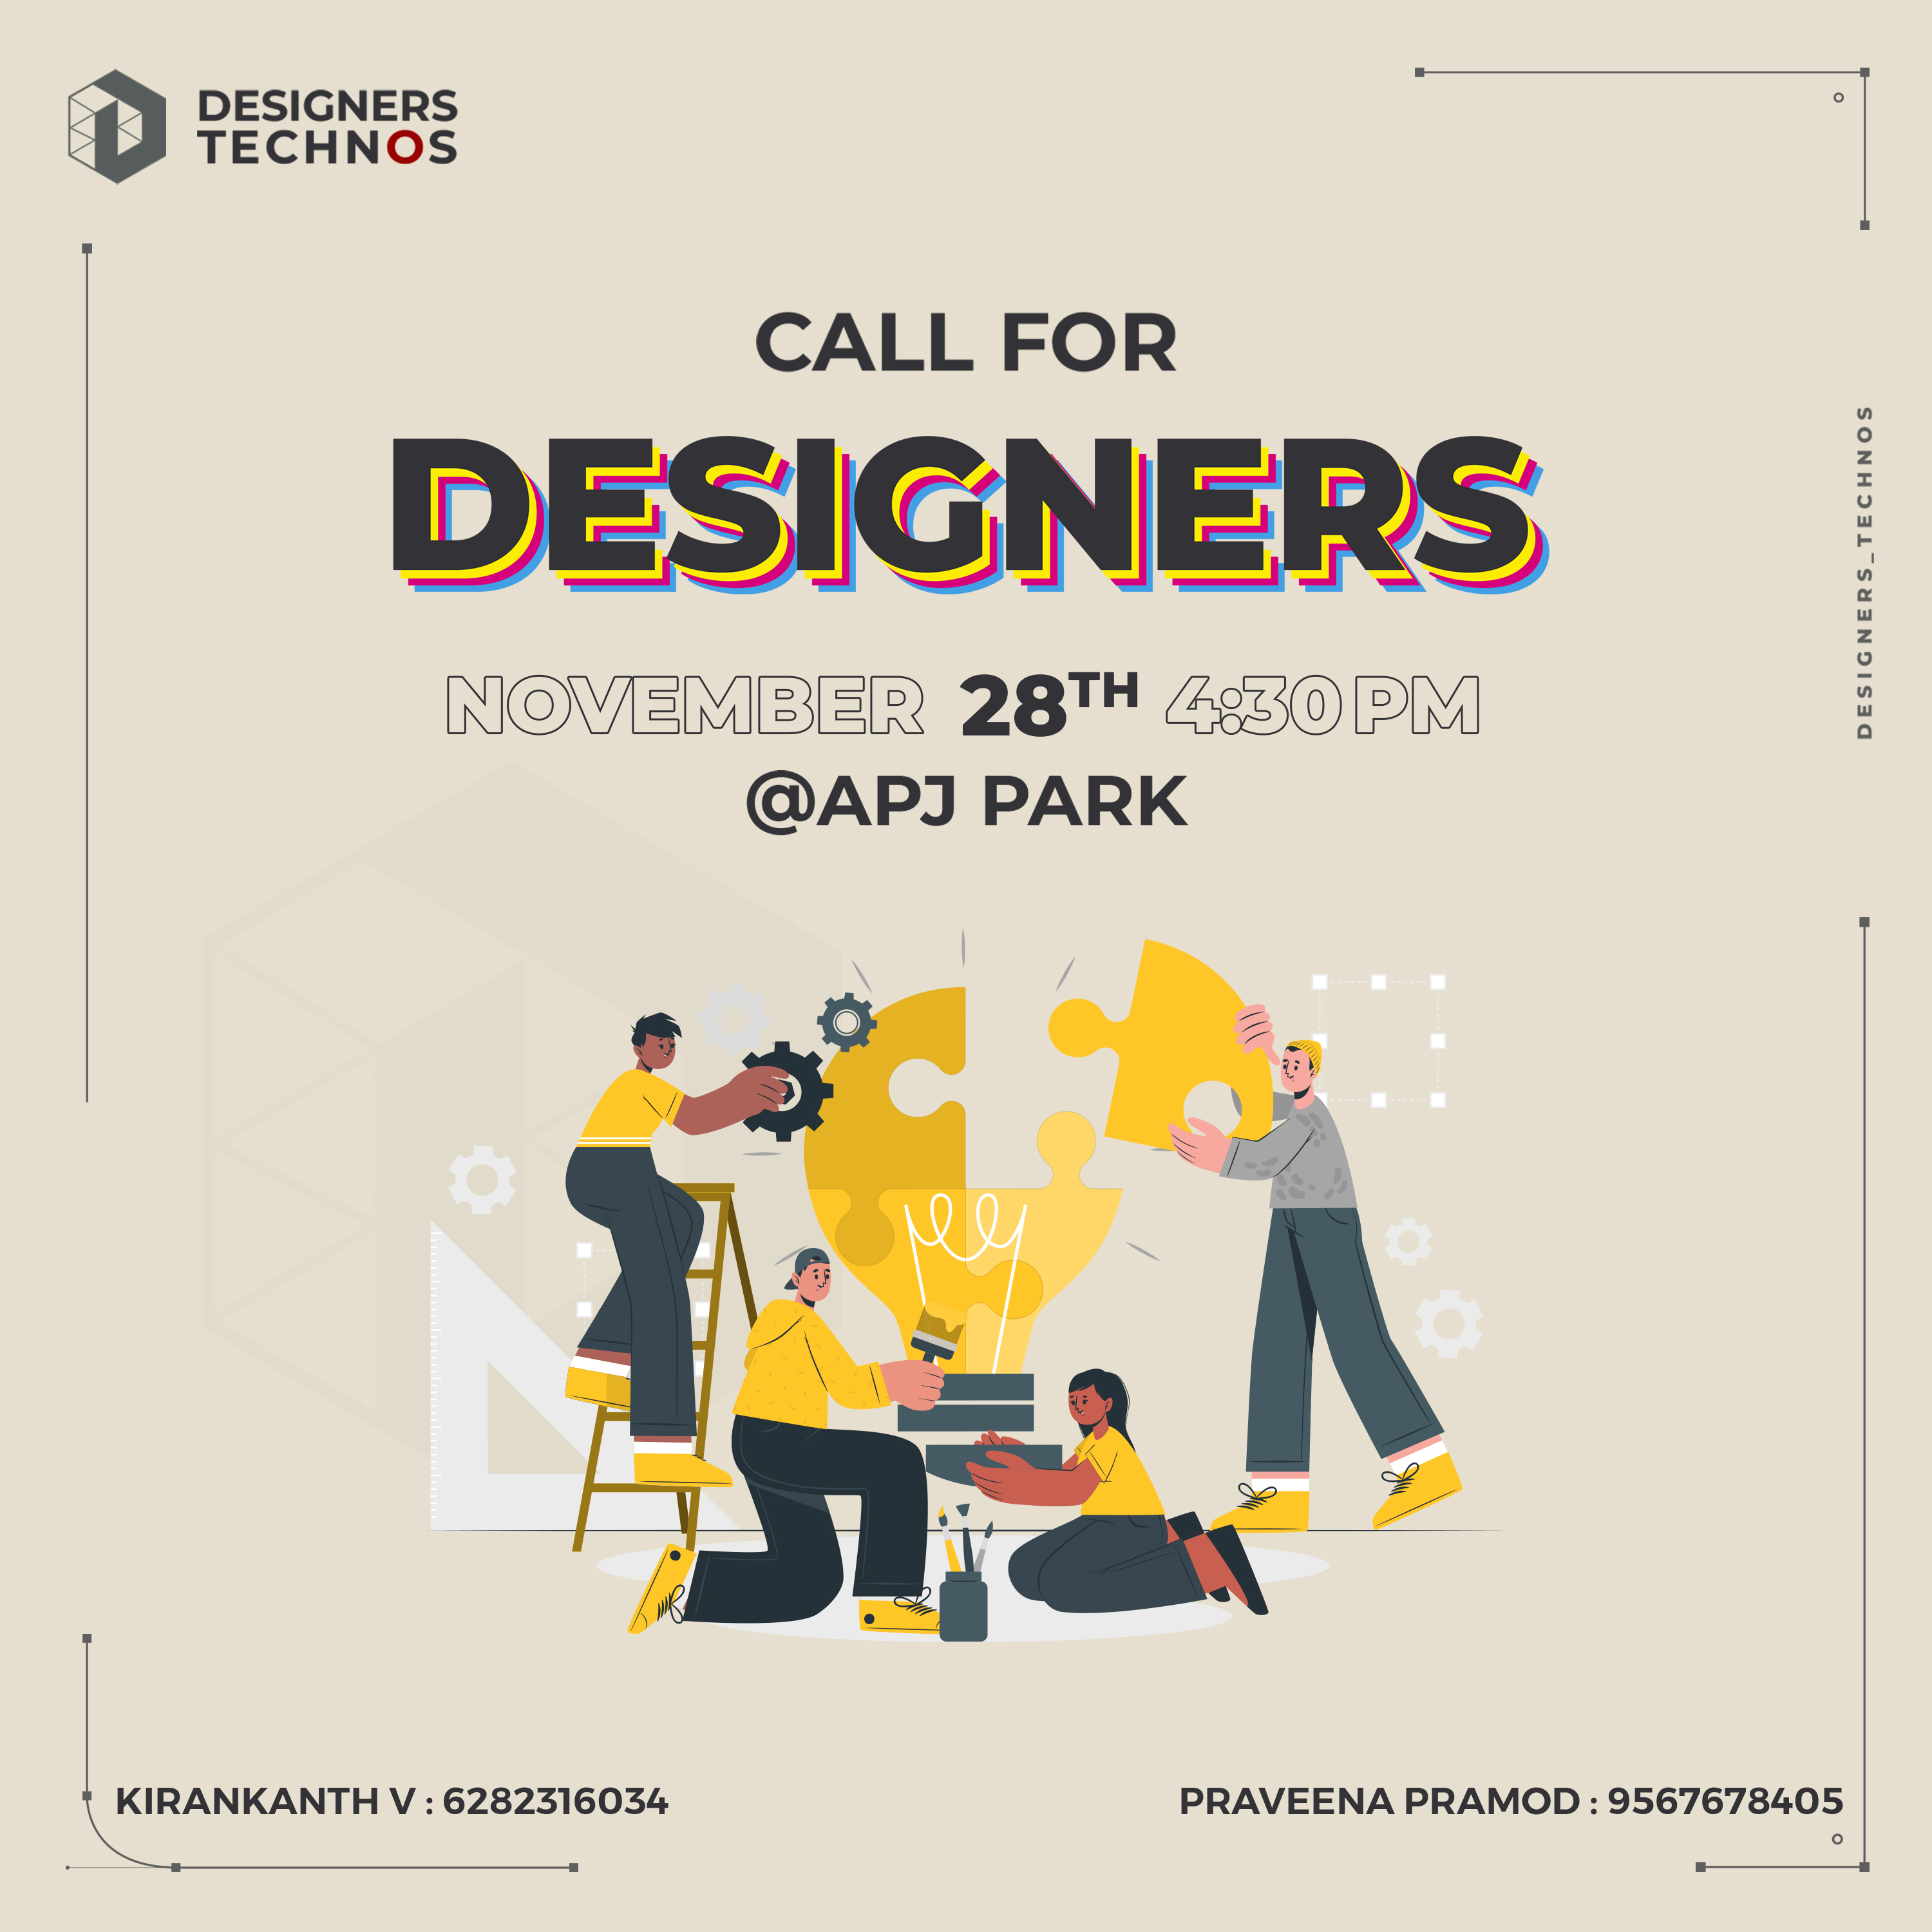 DESIGNERS
TECHNOS
CALL FOR
DESIGNERS
NOVEMBER 28TH 4:30 PM
@APJ PARK
DESIGNERS_TECHNOS
KIRANKANTH V : 6282316034
PRAVEENA PRAMOD : 9567678405